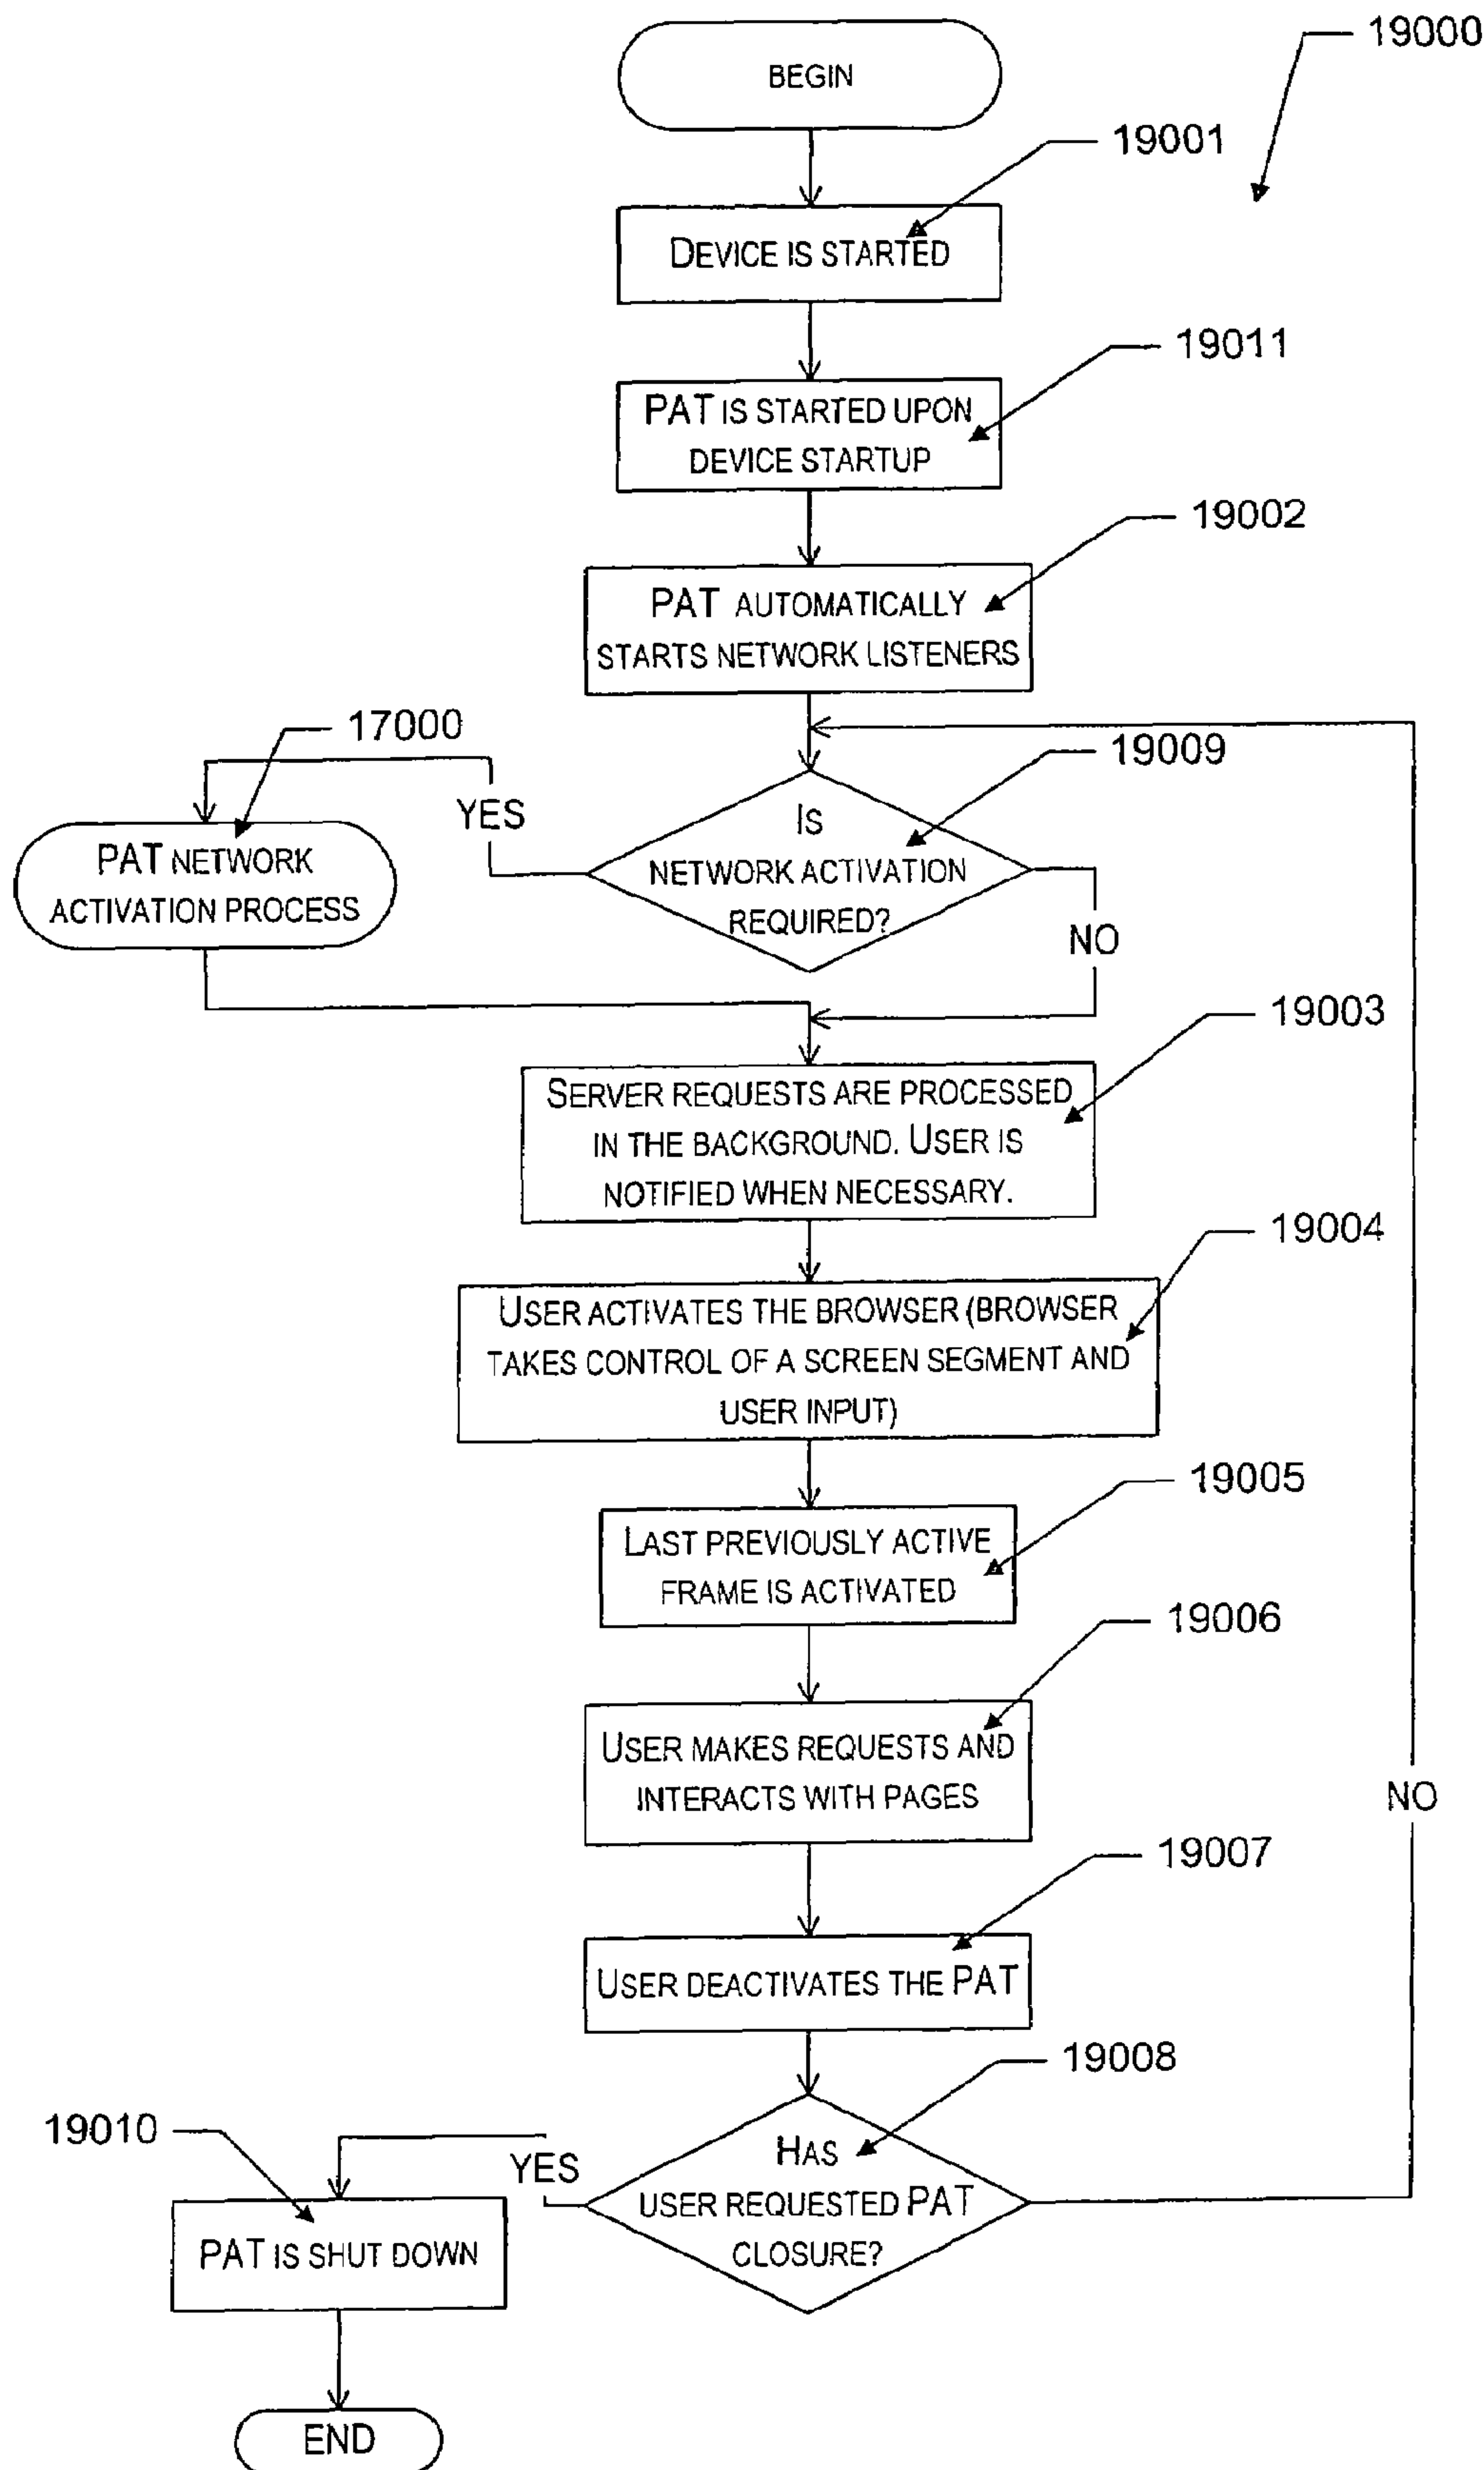 19000
BEGIN
19001
DEVICE IS STARTED
19011
PAT IS STARTED UPON
DEVICE STARTUP
19002
PAT AUTOMATICALLY
STARTS NETWORK LISTENERS
17000
19009
YES
IS
NETWORK ACTIVATION
REQUIRED?
PAT NETWORK
ACTIVATION PROCESS
NO
19003
SERVER REQUESTS ARE PROCESSED
IN THE BACKGROUND. USER IS
NOTIFIED WHEN NECESSARY.
19004
USER ACTIVATES THE BROWSER (BROWSER
TAKES CONTROL OF A SCREEN SEGMENT AND
USER INPUT)
19005
LAST PREVIOUSLY ACTIVE
FRAME IS ACTIVATED
19006
USER MAKES REQUESTS AND
INTERACTS WITH PAGES
NO
19007
USER DEACTIVATES THE PAT
19008
19010
YES
HAS
USER REQUESTED PAT
CLOSURE?
PAT IS SHUT DOWN
END